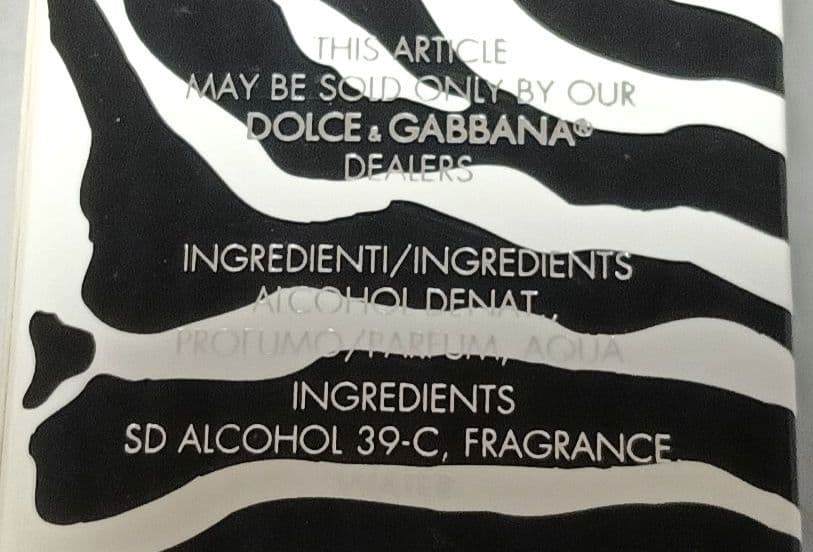 THIS ARTICLE
MAY BE SOLD ONLY BY OUR
DOLCE & GABBANA®
DEALERS
INGREDIENTI/INGREDIENTS
ALCOHOL DENAT.,
PROFUMO/PARFUM, AQUA
INGREDIENTS
SD ALCOHOL 39-C, FRAGRANCE,
WATER